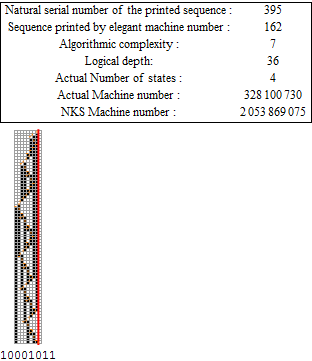 Natural serial number of the printed sequence : 395
Sequence printed by elegant machine number : 162
Algorithmic complexity : 7
Logical depth: 36
Actual Number of states : 4
Actual Machine number : 328 100 730
NKS Machine number : 2 053 869 075
10001011